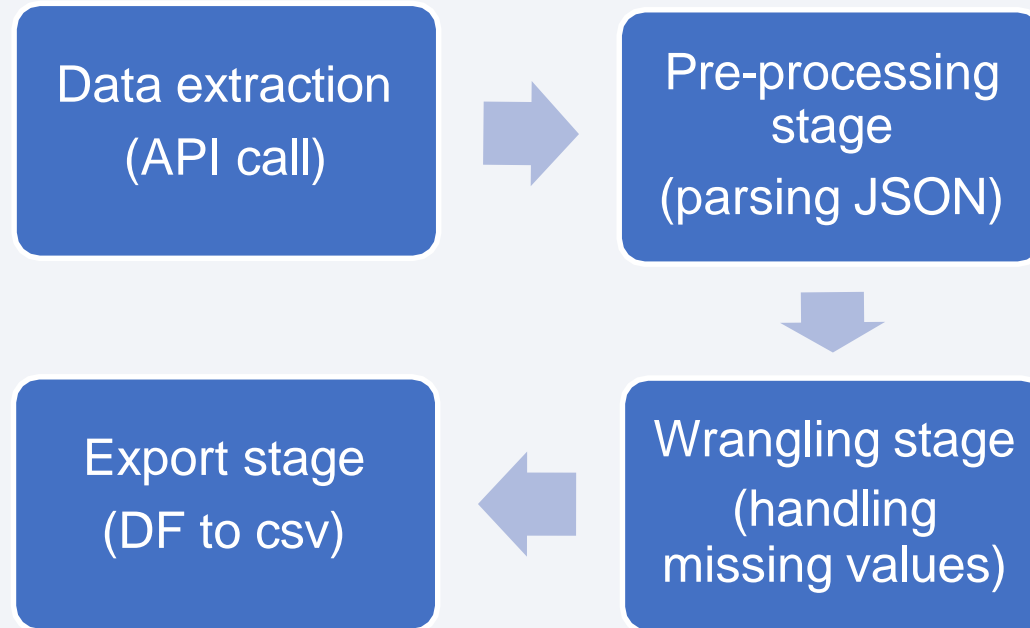 Data extraction
(API call)
Pre-processing
stage
(parsing JSON)
Wrangling stage
(handling
missing values)
Export stage
(DF to csv)